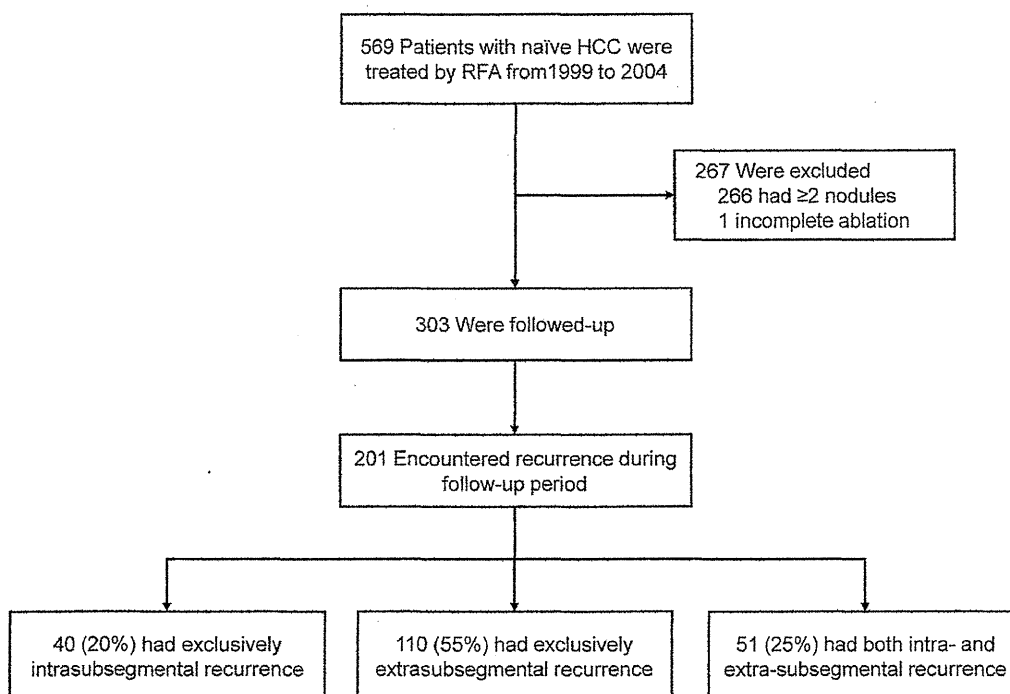 569 Patients with naïve HCC were
treated by RFA from1999 to 2004
267 Were excluded
266 had ≥2 nodules
1 incomplete ablation
303 Were followed-up
201 Encountered recurrence during
follow-up period
40 (20%) had exclusively
intrasubsegmental recurrence
110 (55%) had exclusively
extrasubsegmental recurrence
51 (25%) had both intra- and
extra-subsegmental recurrence